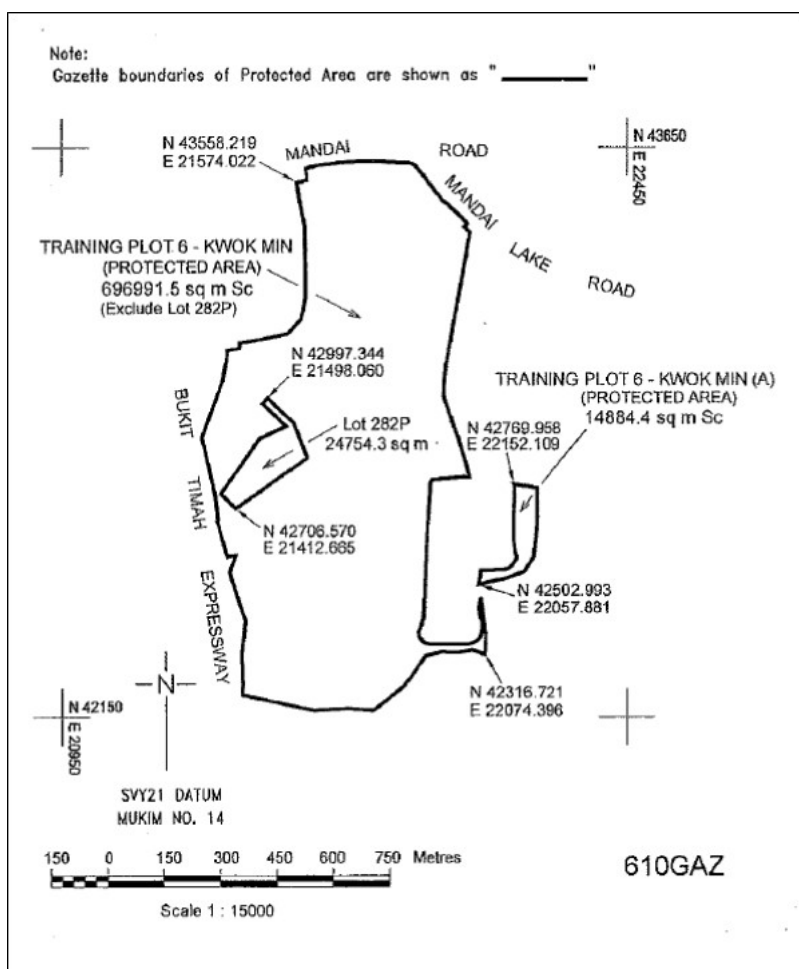 Note:
Gazette boundaries of Protected Area are shown as " "
N 43558.219
E 21574.022
MANDAI ROAD
N 43650
E 22450
MANDAI LAKE ROAD
TRAINING PLOT 6 - KWOK MIN
(PROTECTED AREA)
696991.5 sq m Sc
(Exclude Lot 282P)
N 42997.344
E 21498.060
TRAINING PLOT 6 - KWOK MIN (A)
(PROTECTED AREA)
14884.4 sq m Sc
BUKIT TIMAH EXPRESSWAY
Lot 282P
24754.3 sq m
N 42769.958
E 22152.109
N 42706.570
E 21412.665
N 42502.993
E 22057.881
N 42316.721
E 22074.396
N
N 42150
E 20950
SVY21 DATUM
MUKIM NO. 14
150 0 150 300 450 600 750 Metres
Scale 1 : 15000
610GAZ